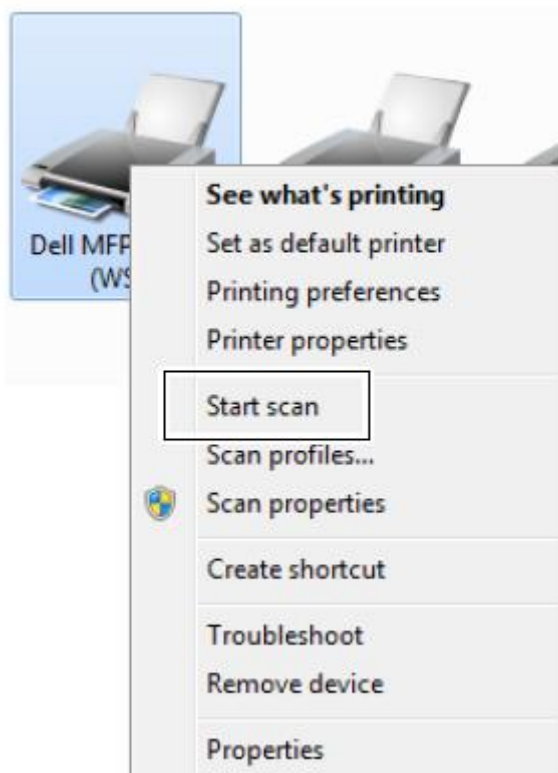 Dell MFP
(WS
See what's printing
Set as default printer
Printing preferences
Printer properties
Start scan
Scan profiles...
Scan properties
Create shortcut
Troubleshoot
Remove device
Properties